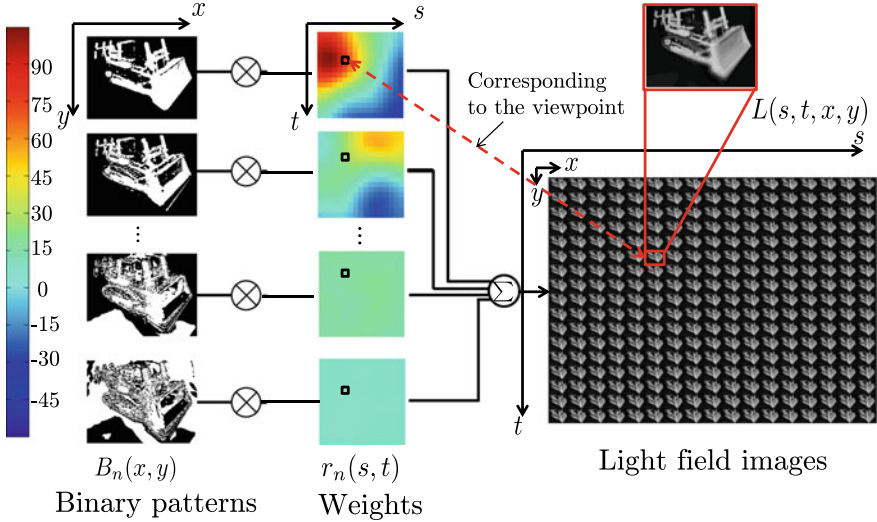 90
75
60
45
30
15
0
-15
-30
-45
x
y
s
t
Corresponding
to the viewpoint
L(s, t, x, y)
s
x
y
t
⋮
⋮
Σ
B_n(x, y)
r_n(s, t)
Binary patterns
Weights
Light field images